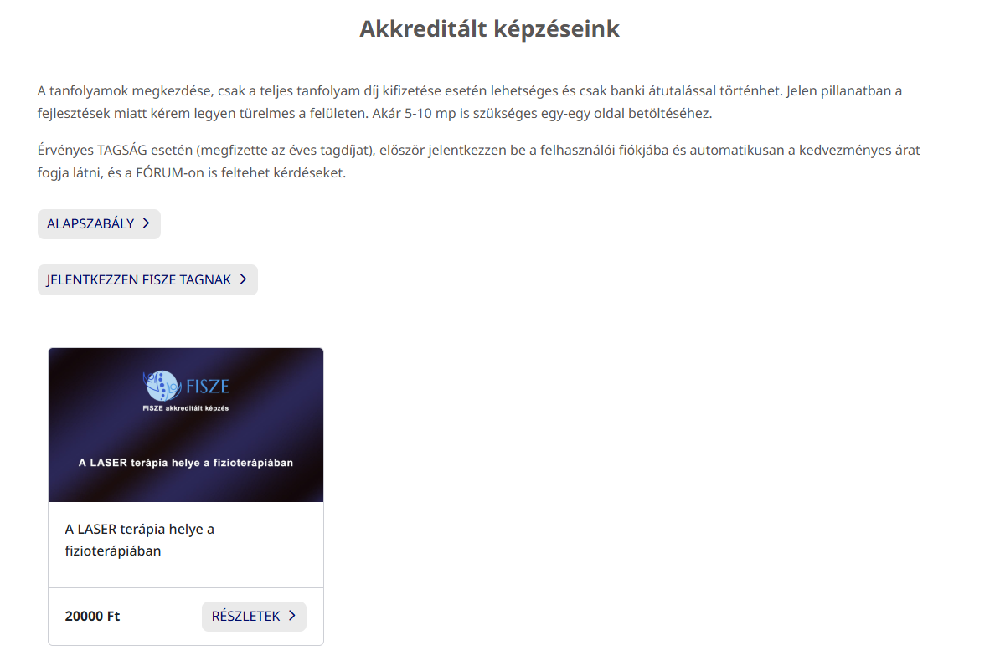 Akkreditált képzéseink
A tanfolyamok megkezdése, csak a teljes tanfolyam díj kifizetése esetén lehetséges és csak banki átutalással történhet. Jelen pillanatban a
fejlesztések miatt kérem legyen türelmes a felületen. Akár 5-10 mp is szükséges egy-egy oldal betöltéséhez.
Érvényes TAGSÁG esetén (megfizette az éves tagdíjat), először jelentkezzen be a felhasználói fiókjába és automatikusan a kedvezményes árat
fogja látni, és a FÓRUM-on is feltehet kérdéseket.
ALAPSZABÁLY
JELENTKEZZEN FISZE TAGNAK
FISZE
FISZE akkreditált képzés
A LASER terápia helye a fizioterápiában
A LASER terápia helye a
fizioterápiában
20000 Ft
RÉSZLETEK